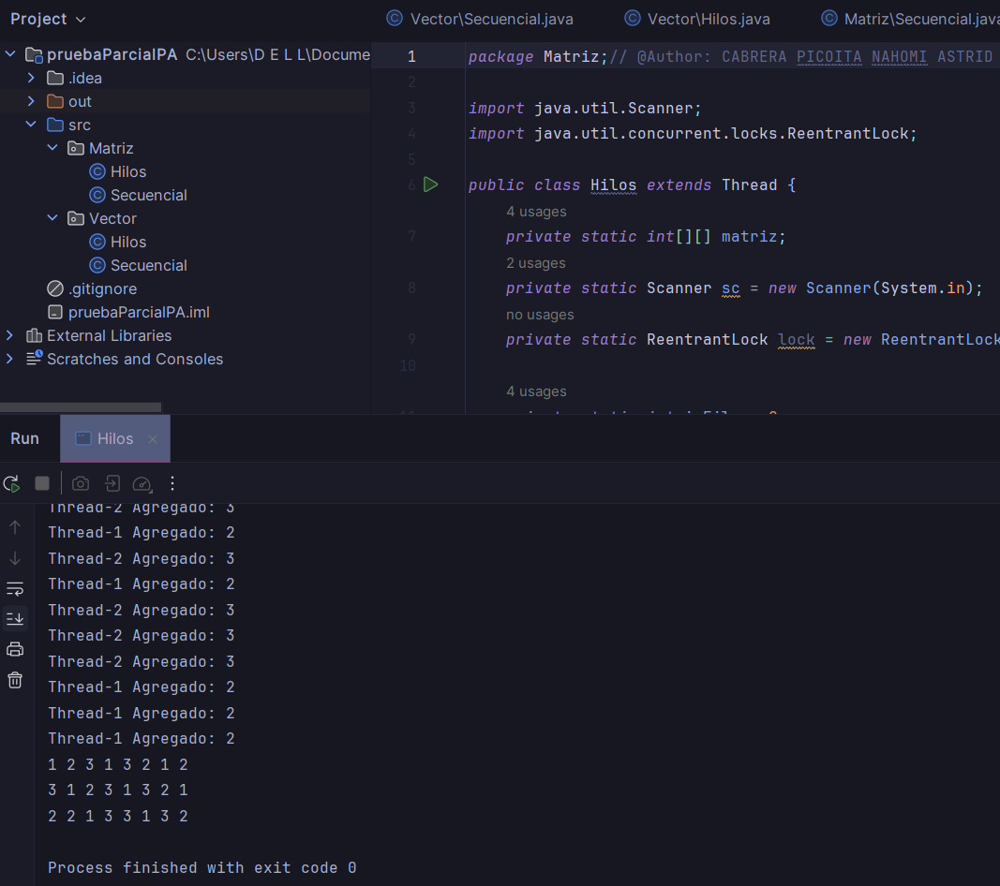 Project
Vector\Secuencial.java
Vector\Hilos.java
Matriz\Secuencial.java
pruebaParcialPA C:\Users\D E L L\Docume
.idea
out
src
Matriz
Hilos
Secuencial
Vector
Hilos
Secuencial
.gitignore
pruebaParcialPA.iml
External Libraries
Scratches and Consoles
1 package Matriz;// @Author: CABRERA PICOITA NAHOMI ASTRID
2
3 import java.util.Scanner;
4 import java.util.concurrent.locks.ReentrantLock;
5
6 public class Hilos extends Thread {
4 usages
7 private static int[][] matriz;
2 usages
8 private static Scanner sc = new Scanner(System.in);
no usages
9 private static ReentrantLock lock = new ReentrantLock
10
4 usages
Run
Hilos
Thread-2 Agregado: 3
Thread-1 Agregado: 2
Thread-2 Agregado: 3
Thread-1 Agregado: 2
Thread-2 Agregado: 3
Thread-2 Agregado: 3
Thread-2 Agregado: 3
Thread-1 Agregado: 2
Thread-1 Agregado: 2
Thread-1 Agregado: 2
1 2 3 1 3 2 1 2
3 1 2 3 1 3 2 1
2 2 1 3 3 1 3 2
Process finished with exit code 0